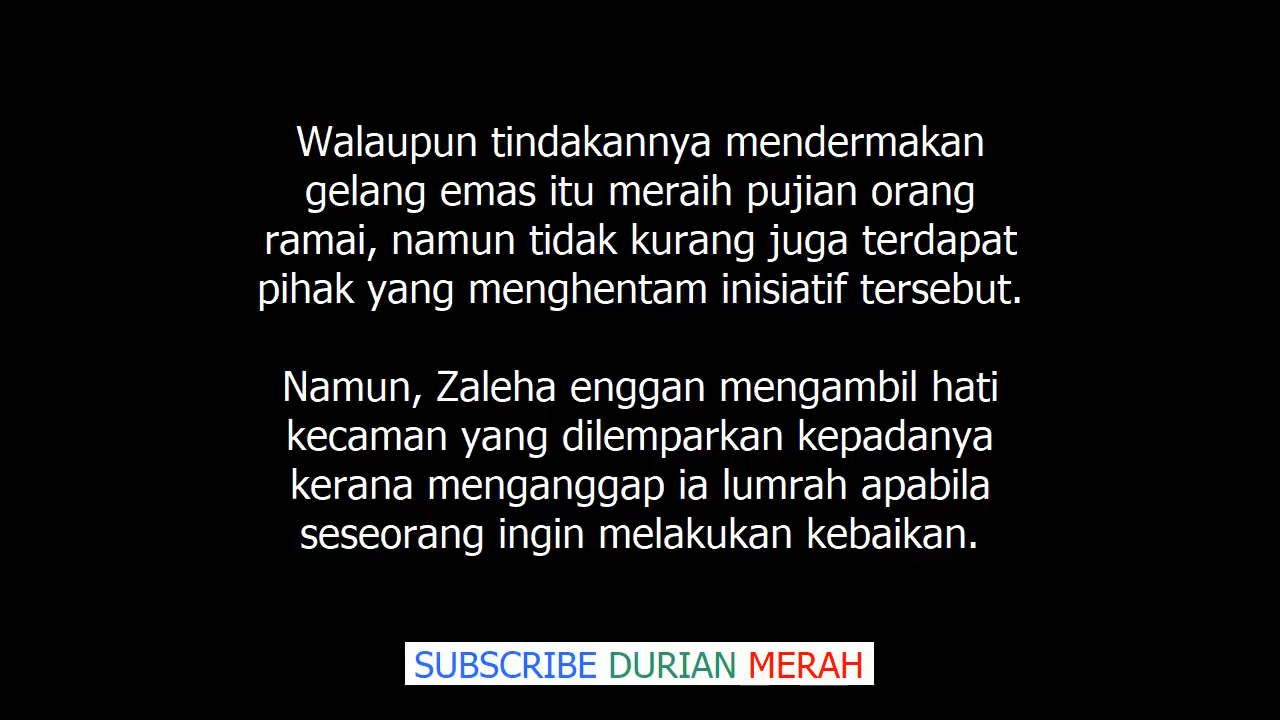 Walaupun tindakannya mendermakan
gelang emas itu meraih pujian orang
ramai, namun tidak kurang juga terdapat
pihak yang menghentam inisiatif tersebut.
Namun, Zaleha enggan mengambil hati
kecaman yang dilemparkan kepadanya
kerana menganggap ia lumrah apabila
seseorang ingin melakukan kebaikan.
SUBSCRIBE DURIAN MERAH